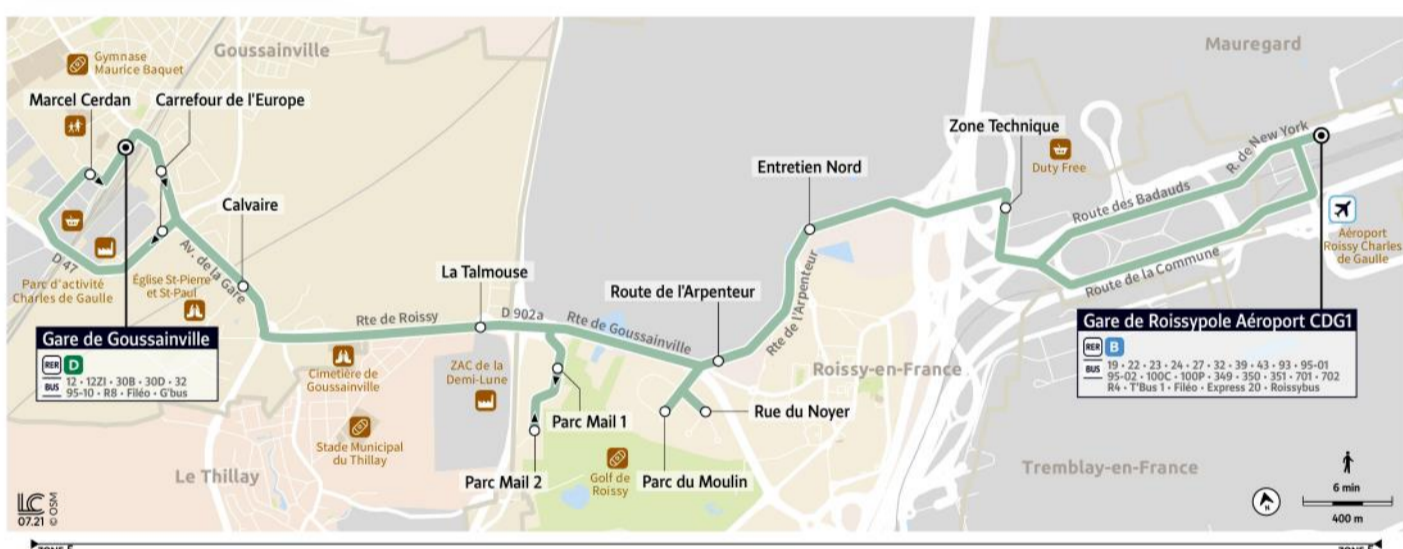 Goussainville
Mauregard
Gymnase
Maurice Baquet
Marcel Cerdan
Carrefour de l'Europe
Zone Technique
R. de New York
Duty Free
Entretien Nord
Calvaire
Route des Badauds
D 47
Av. de la Gare
Aéroport
Roissy Charles
de Gaulle
Parc d'activité
Charles de Gaulle
Église St-Pierre
et St-Paul
La Talmouse
Route de l'Arpenteur
Rte de l'Arpenteur
Route de la Commune
Rte de Roissy
D 902a
Rte de Goussainville
Gare de Goussainville
RER D
BUS 12 • 12ZI • 30B • 30D • 32
95-10 • R8 • Filéo • G'bus
Gare de Roissypole Aéroport CDG1
RER B
BUS 19 • 22 • 23 • 24 • 27 • 32 • 39 • 43 • 93 • 95-01
95-02 • 100C • 100P • 349 • 350 • 351 • 701 • 702
R4 • T'Bus 1 • Filéo • Express 20 • Roissybus
Cimetière de
Goussainville
ZAC de la
Demi-Lune
Roissy-en-France
Parc Mail 1
Rue du Noyer
Stade Municipal
du Thillay
Le Thillay
Parc Mail 2
Golf de
Roissy
Parc du Moulin
Tremblay-en-France
N
6 min
400 m
LC
07.21
© OSM
ZONE 5
ZONE 5